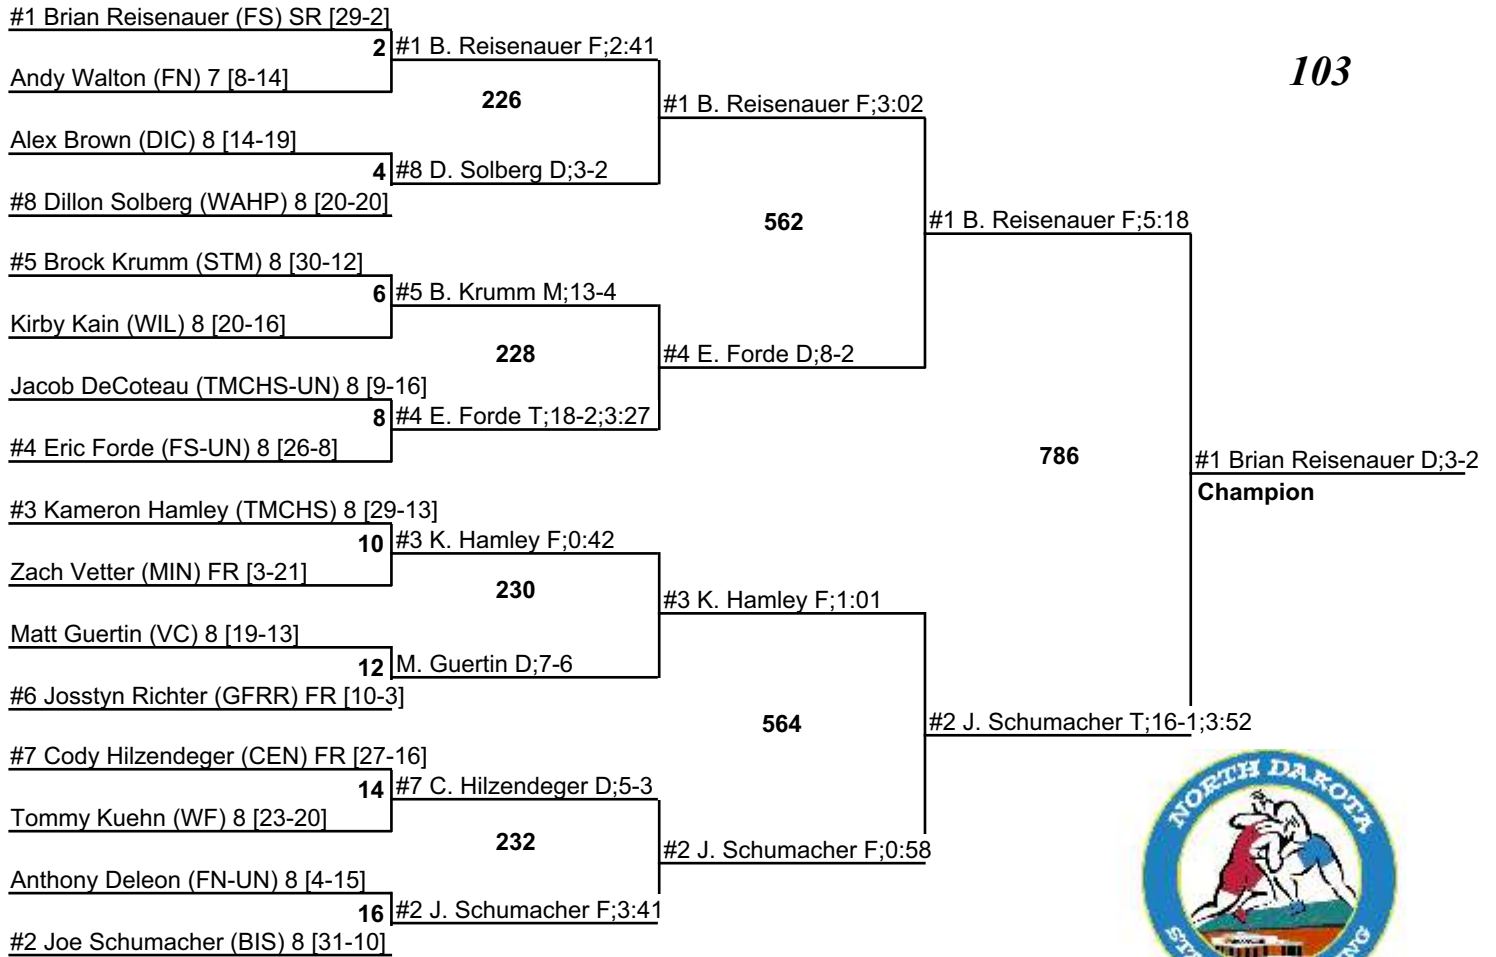 #1 Brian Reisenauer (FS) SR [29-2]
2 #1 B. Reisenauer F;2:41
Andy Walton (FN) 7 [8-14]
103
226
#1 B. Reisenauer F;3:02
Alex Brown (DIC) 8 [14-19]
4 #8 D. Solberg D;3-2
#8 Dillon Solberg (WAHP) 8 [20-20]
562
#1 B. Reisenauer F;5:18
#5 Brock Krumm (STM) 8 [30-12]
6 #5 B. Krumm M;13-4
Kirby Kain (WIL) 8 [20-16]
228
#4 E. Forde D;8-2
Jacob DeCoteau (TMCHS-UN) 8 [9-16]
8 #4 E. Forde T;18-2;3:27
#4 Eric Forde (FS-UN) 8 [26-8]
786
#1 Brian Reisenauer D;3-2
Champion
#3 Kameron Hamley (TMCHS) 8 [29-13]
10 #3 K. Hamley F;0:42
Zach Vetter (MIN) FR [3-21]
230
#3 K. Hamley F;1:01
Matt Guertin (VC) 8 [19-13]
12 M. Guertin D;7-6
#6 Josstyn Richter (GFRR) FR [10-3]
564
#2 J. Schumacher T;16-1;3:52
#7 Cody Hilzendeger (CEN) FR [27-16]
14 #7 C. Hilzendeger D;5-3
Tommy Kuehn (WF) 8 [23-20]
232
#2 J. Schumacher F;0:58
Anthony Deleon (FN-UN) 8 [4-15]
16 #2 J. Schumacher F;3:41
#2 Joe Schumacher (BIS) 8 [31-10]
NORTH DAKOTA